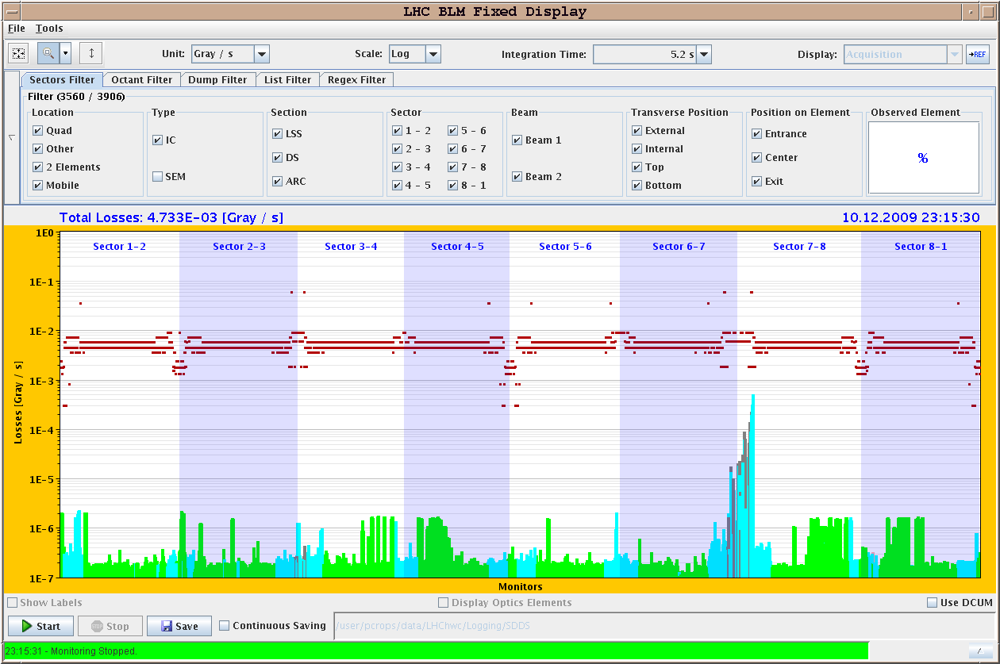 LHC BLM Fixed Display
File Tools
Unit: Gray / s Scale: Log Integration Time: 5.2 s Display: Acquisition →REF
Sectors Filter Octant Filter Dump Filter List Filter Regex Filter
Filter (3560 / 3906)
Location Type Section Sector Beam Transverse Position Position on Element Observed Element
Quad IC LSS 1 - 2 5 - 6 Beam 1 External Entrance %
Other SEM DS 2 - 3 6 - 7 Beam 2 Internal Center
2 Elements ARC 3 - 4 7 - 8 Top Exit
Mobile 4 - 5 8 - 1 Bottom
Total Losses: 4.733E-03 [Gray / s] 10.12.2009 23:15:30
Sector 1-2 Sector 2-3 Sector 3-4 Sector 4-5 Sector 5-6 Sector 6-7 Sector 7-8 Sector 8-1
1E0
1E-1
1E-2
1E-3
1E-4
1E-5
1E-6
1E-7
Losses [Gray / s]
Monitors
Show Labels Display Optics Elements Use DCUM
Start Stop Save Continuous Saving /user/pcrops/data/LHChwc/Logging/SDDS
23:15:31 - Monitoring Stopped.